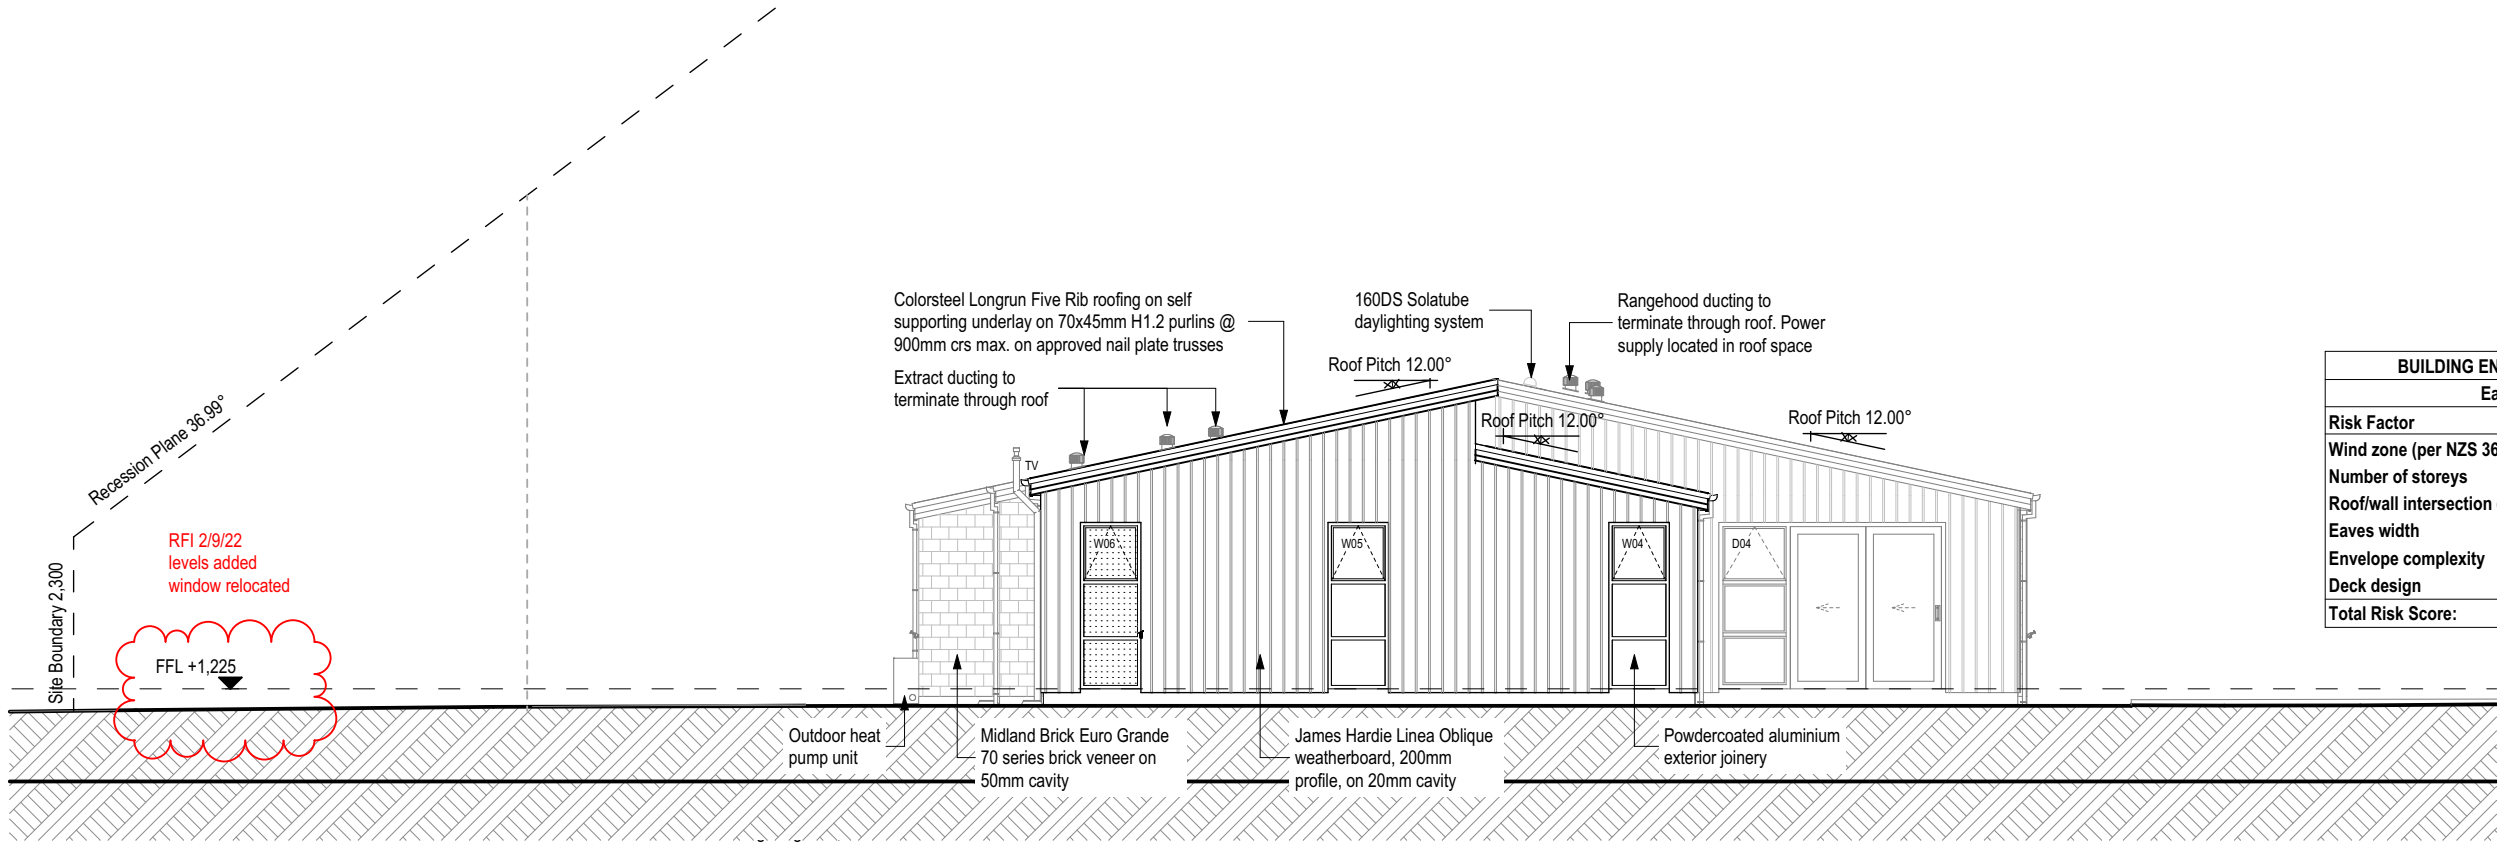 Recession Plane 36.99°
Site Boundary 2,300
RFI 2/9/22
levels added
window relocated
FFL +1,225
Colorsteel Longrun Five Rib roofing on self
supporting underlay on 70x45mm H1.2 purlins @
900mm crs max. on approved nail plate trusses
Extract ducting to
terminate through roof
160DS Solatube
daylighting system
Rangehood ducting to
terminate through roof. Power
supply located in roof space
Roof Pitch 12.00°
Roof Pitch 12.00°
Roof Pitch 12.00°
TV
W06
W05
W04
D04
Outdoor heat
pump unit
Midland Brick Euro Grande
70 series brick veneer on
50mm cavity
James Hardie Linea Oblique
weatherboard, 200mm
profile, on 20mm cavity
Powdercoated aluminium
exterior joinery
BUILDING EN
Ea
Risk Factor
Wind zone (per NZS 36
Number of storeys
Roof/wall intersection
Eaves width
Envelope complexity
Deck design
Total Risk Score: